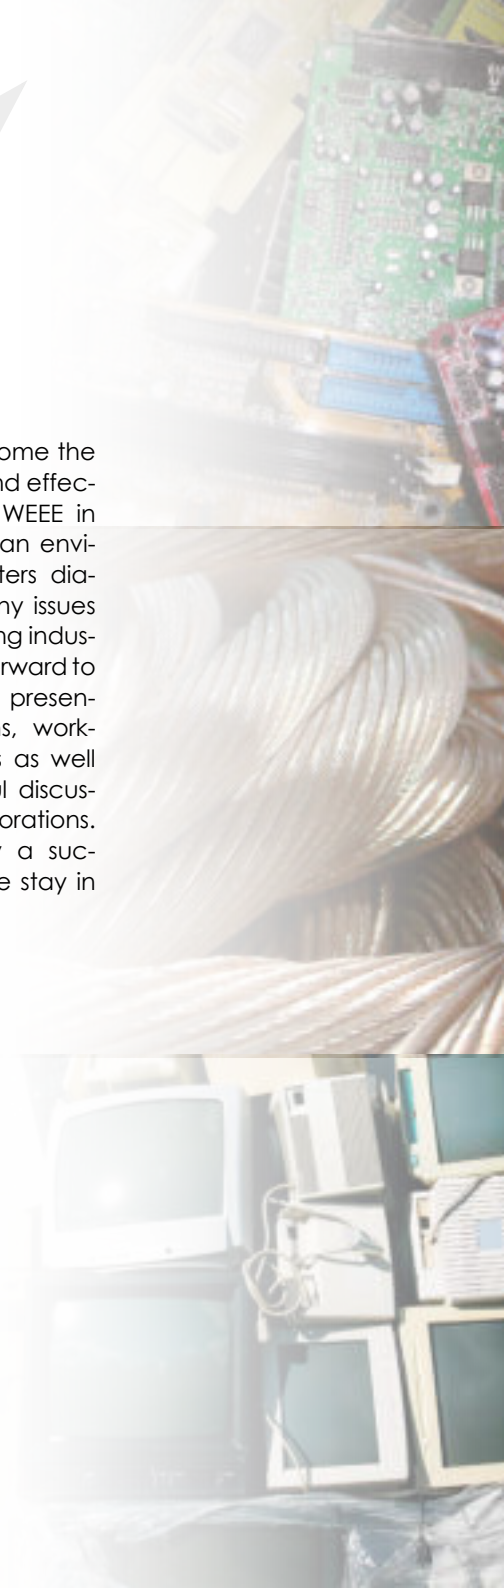 ome the
nd effec-
WEEE in
an envi-
ters dia-
ny issues
ng indus-
rward to
presen-
s, work-
s as well
ul discus-
orations.
y a suc-
e stay in